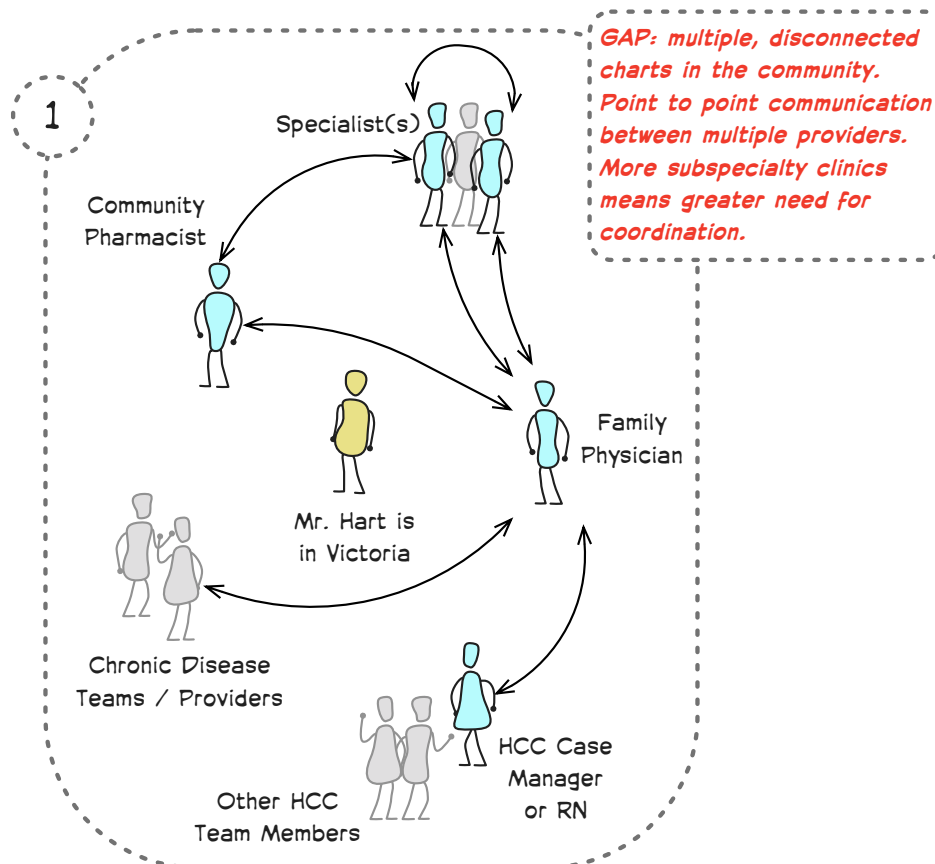 1
GAP: multiple, disconnected
charts in the community.
Point to point communication
between multiple providers.
More subspecialty clinics
means greater need for
coordination.
Specialist(s)
Community
Pharmacist
Family
Physician
Mr. Hart is
in Victoria
Chronic Disease
Teams / Providers
HCC Case
Manager
or RN
Other HCC
Team Members